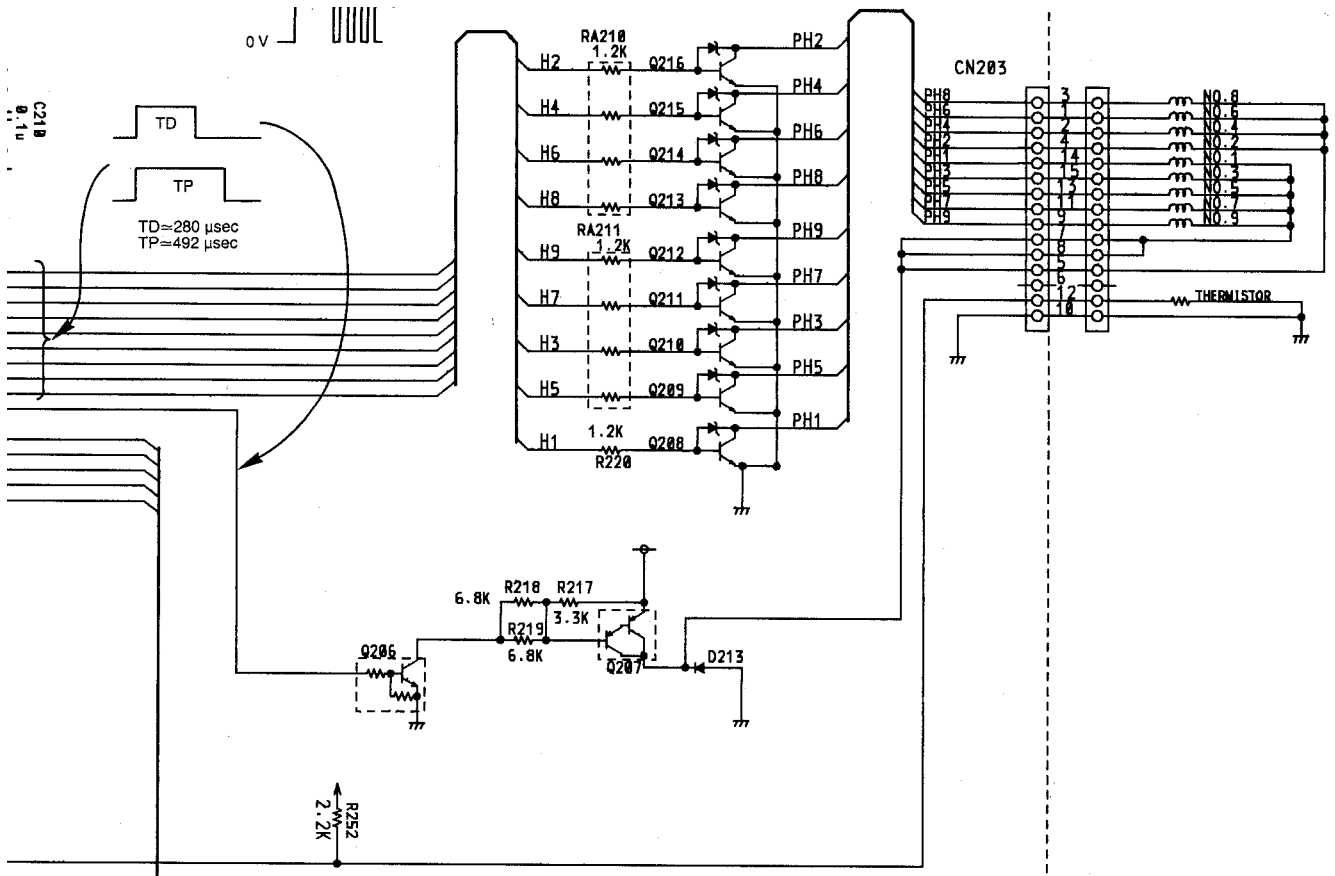 0 V
C210
0.1u
TD
TP
TD≃280 µsec
TP≃492 µsec
RA210
1.2K
H2
Q216
PH2
H4
Q215
PH4
H6
Q214
PH6
H8
Q213
PH8
RA211
1.2K
H9
Q212
PH9
H7
Q211
PH7
H3
Q210
PH3
H5
Q209
PH5
1.2K
H1
Q208
PH1
R220
CN203
PH8 3 NO.8
PH6 1 NO.6
PH4 2 NO.4
PH2 4 NO.2
PH1 14 NO.1
PH3 15 NO.3
PH5 13 NO.5
PH7 11 NO.7
PH9 9 NO.9
7
8
5
6
12 THERMISTOR
10
R218 R217
6.8K
3.3K
R219
6.8K
Q206
Q207
D213
R252
2.2K